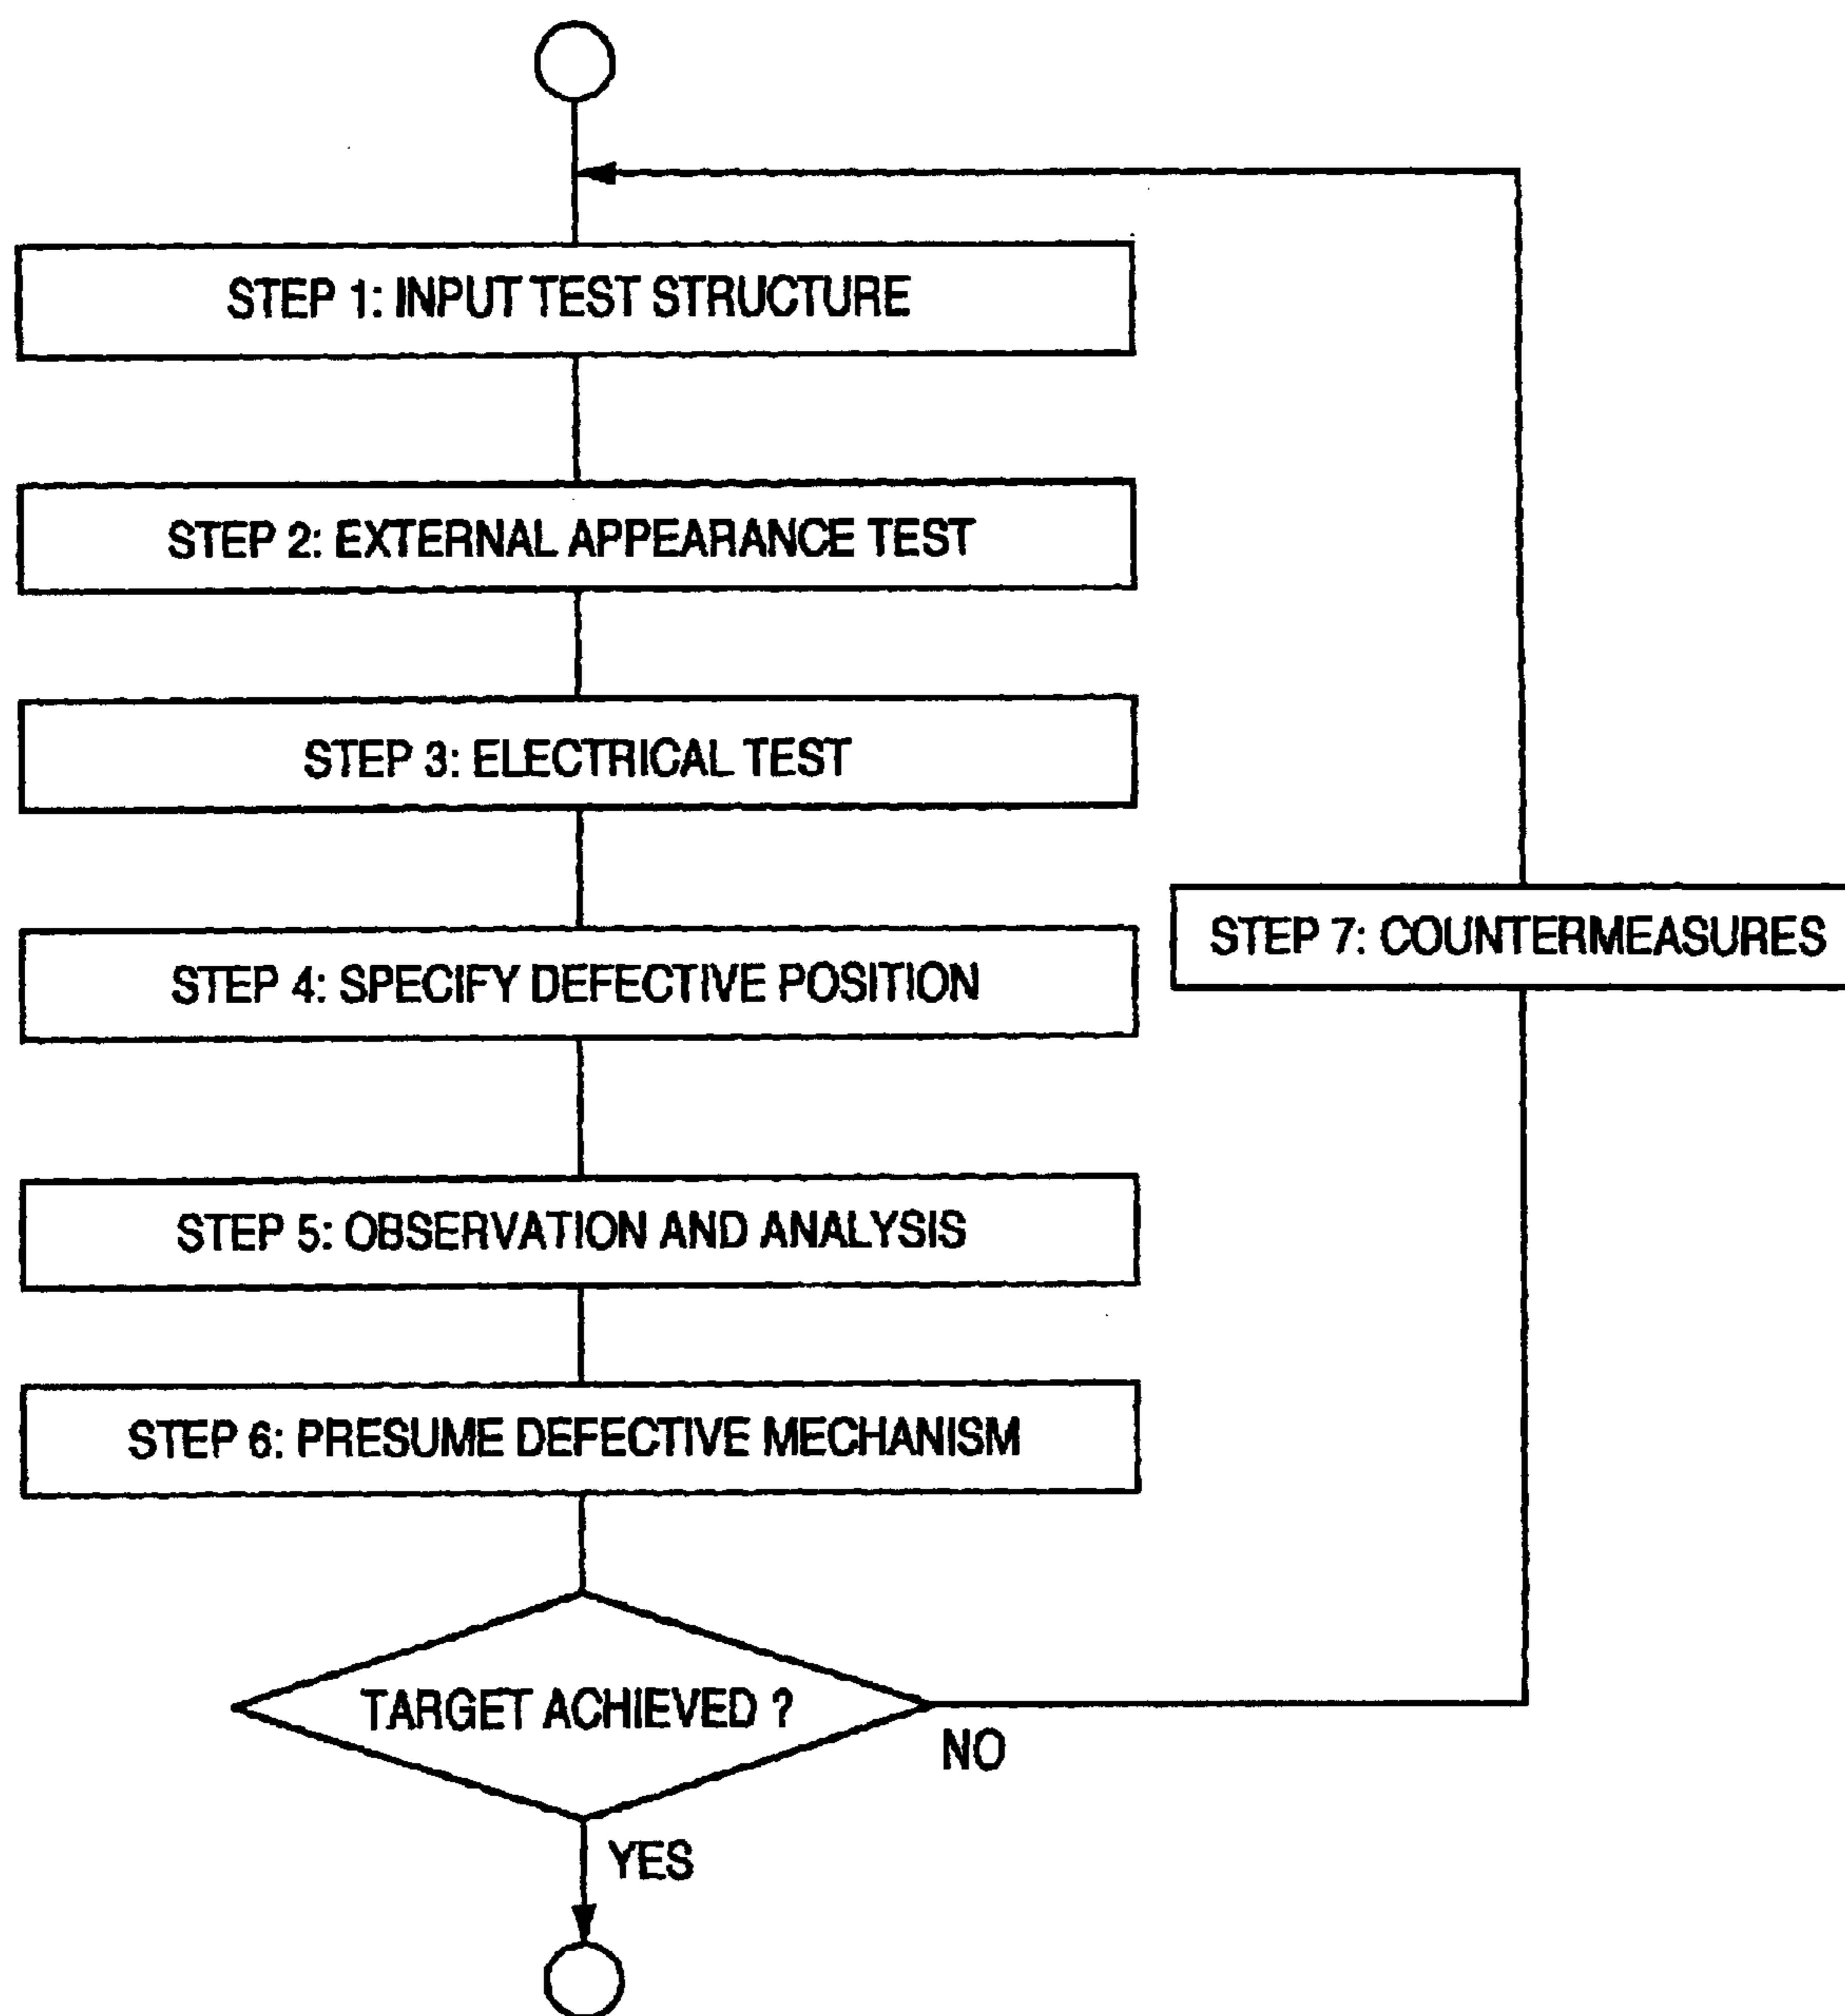 STEP 1: INPUT TEST STRUCTURE
STEP 2: EXTERNAL APPEARANCE TEST
STEP 3: ELECTRICAL TEST
STEP 4: SPECIFY DEFECTIVE POSITION
STEP 7: COUNTERMEASURES
STEP 5: OBSERVATION AND ANALYSIS
STEP 6: PRESUME DEFECTIVE MECHANISM
TARGET ACHIEVED ?
NO
YES